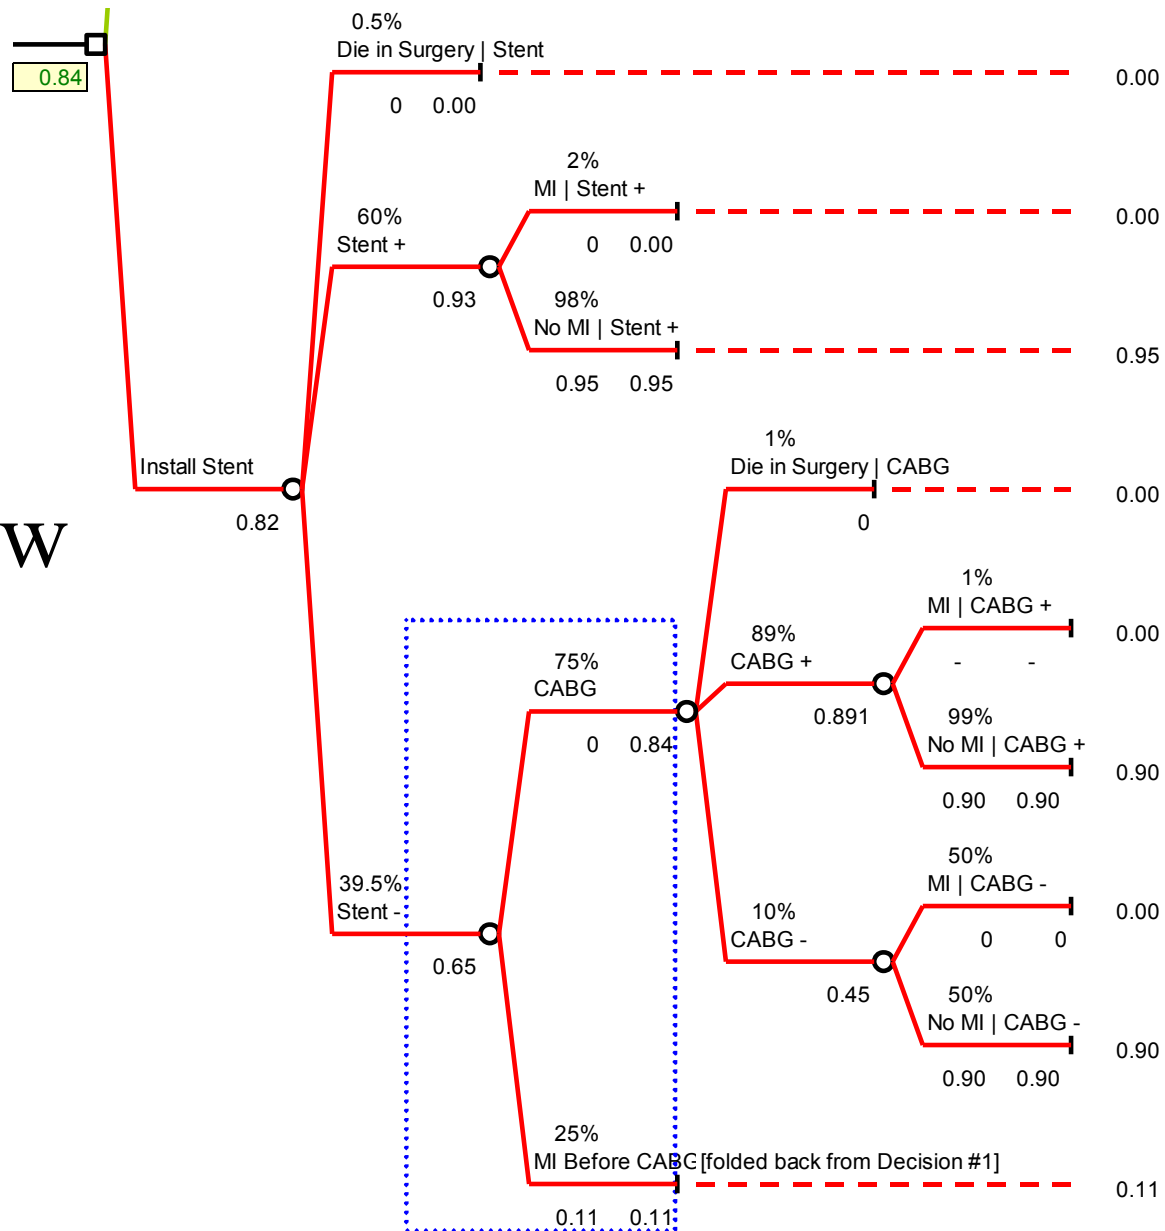 0.5%
Die in Surgery | Stent
0.84
0.00
0 0.00
2%
MI | Stent +
60%
Stent +
0.00
0 0.00
0.93
98%
No MI | Stent +
0.95
0.95 0.95
1%
Die in Surgery | CABG
Install Stent
0.00
0.82
0
w
1%
MI | CABG +
89%
CABG +
0.00
75%
CABG
- -
0.891
99%
No MI | CABG +
0 0.84
0.90
0.90 0.90
50%
MI | CABG -
39.5%
Stent -
10%
CABG -
0.00
0 0
0.65
0.45
50%
No MI | CABG -
0.90
0.90 0.90
25%
MI Before CABG [folded back from Decision #1]
0.11
0.11 0.11